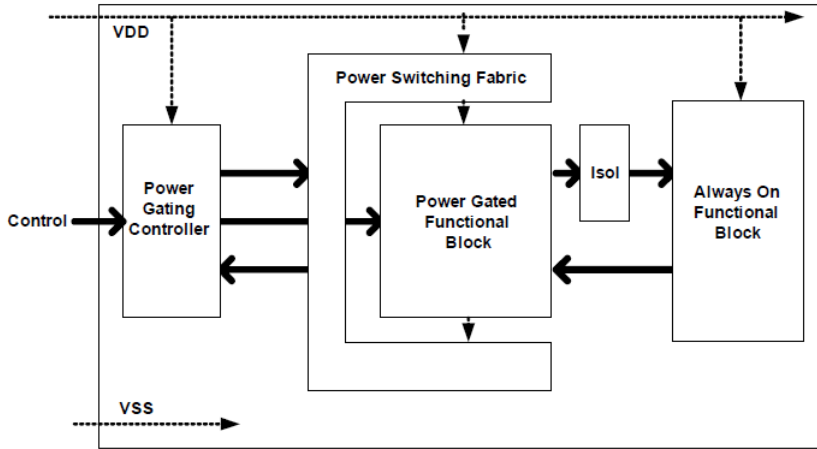 VDD
Power Switching Fabric
Power
Gating
Controller
Control
Power Gated
Functional
Block
Isol
Always On
Functional
Block
VSS